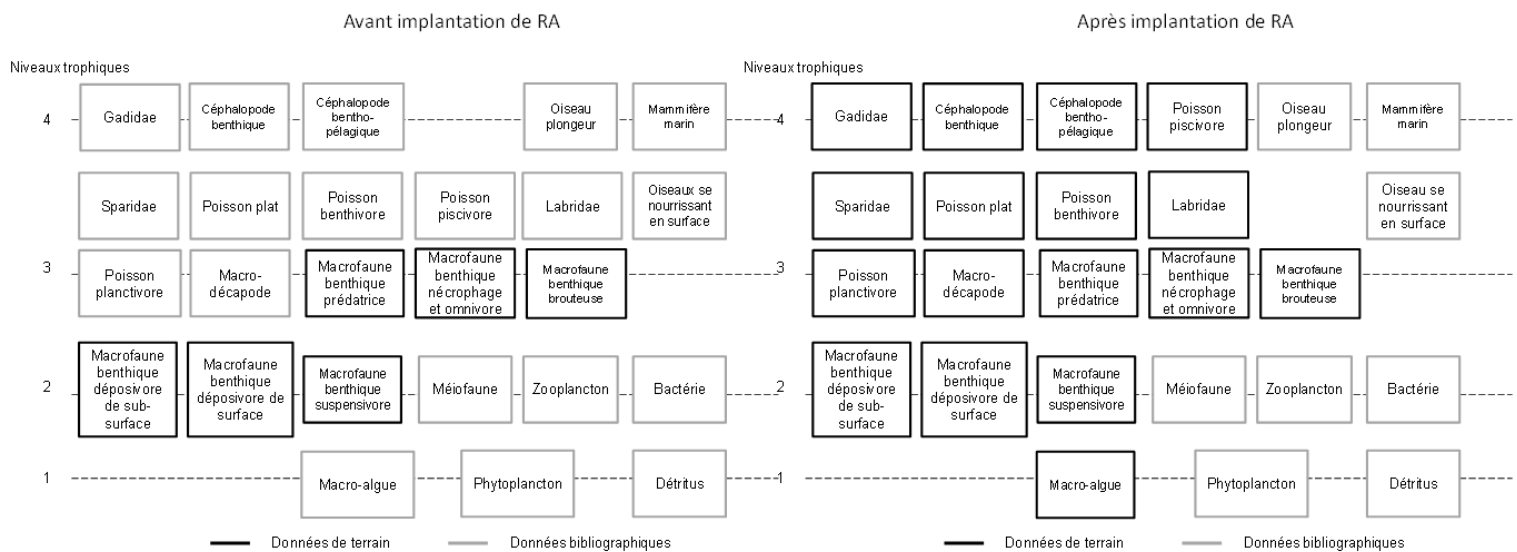 Avant implantation de RA
Niveaux trophiques
4
Gadidae
Céphalopode
benthique
Céphalopode
bentho-
pélagique
Oiseau
plongeur
Mammifère
marin
Sparidae
Poisson plat
Poisson
benthivore
Poisson
piscivore
Labridae
Oiseaux se
nourrissant
en surface
3
Poisson
planctivore
Macro-
décapode
Macrofaune
benthique
prédatrice
Macrofaune
benthique
nécrophage
et omnivore
Macrofaune
benthique
brouteuse
2
Macrofaune
benthique
déposivore
de sub-
surface
Macrofaune
benthique
déposivore de
surface
Macrofaune
benthique
suspensivore
Méiofaune
Zooplancton
Bactérie
1
Macro-algue
Phytoplancton
Détritus
Données de terrain
Données bibliographiques
Après implantation de RA
Niveaux trophiques
4
Gadidae
Céphalopode
benthique
Céphalopode
bentho-
pélagique
Poisson
piscivore
Oiseau
plongeur
Mammifère
marin
Sparidae
Poisson plat
Poisson
benthivore
Labridae
Oiseau se
nourrissant
en surface
3
Poisson
planctivore
Macro-
décapode
Macrofaune
benthique
prédatrice
Macrofaune
benthique
nécrophage
et omnivore
Macrofaune
benthique
brouteuse
2
Macrofaune
benthique
déposivore
de sub-
surface
Macrofaune
benthique
déposivore de
surface
Macrofaune
benthique
suspensivore
Méiofaune
Zooplancton
Bactérie
1
Macro-algue
Phytoplancton
Détritus
Données de terrain
Données bibliographiques